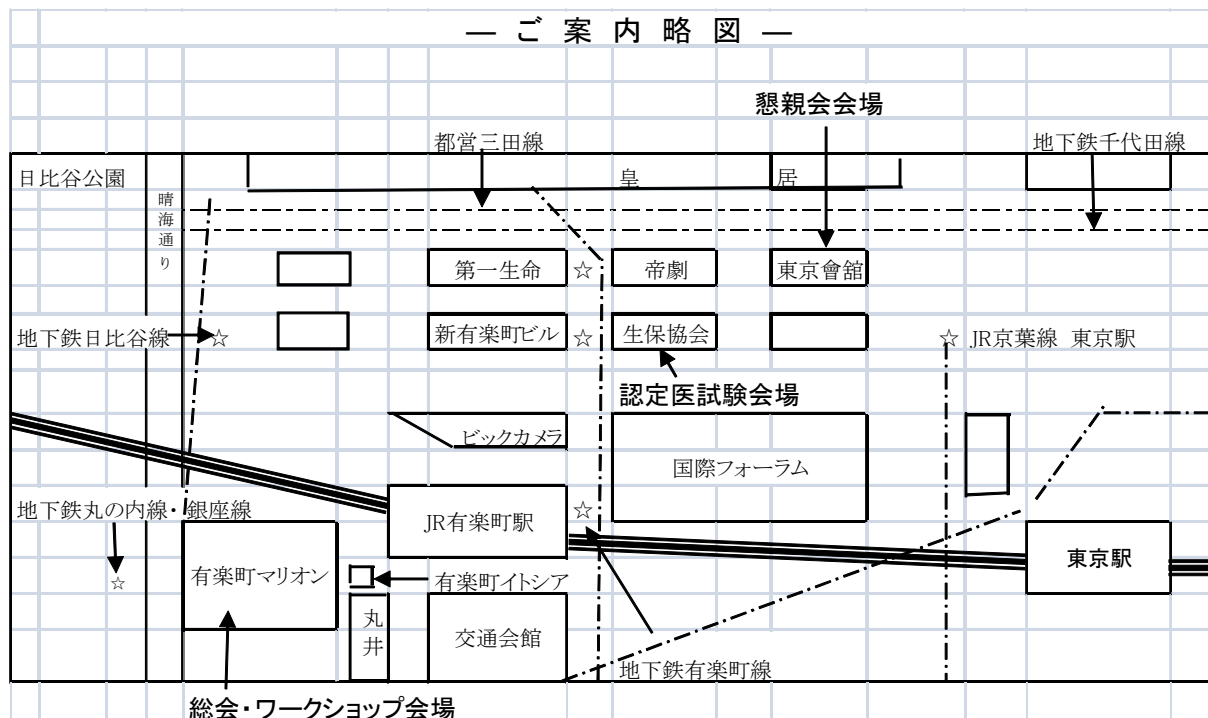 ― ご 案 内 略 図 ―
懇親会会場
都営三田線
地下鉄千代田線
日比谷公園
皇 居
晴海通り
第一生命
☆
帝劇
東京會舘
地下鉄日比谷線
☆
新有楽町ビル
☆
生保協会
☆ JR京葉線 東京駅
認定医試験会場
ビックカメラ
国際フォーラム
地下鉄丸の内線・銀座線
JR有楽町駅
☆
東京駅
☆
有楽町マリオン
有楽町イトシア
丸井
交通会館
地下鉄有楽町線
総会・ワークショップ会場